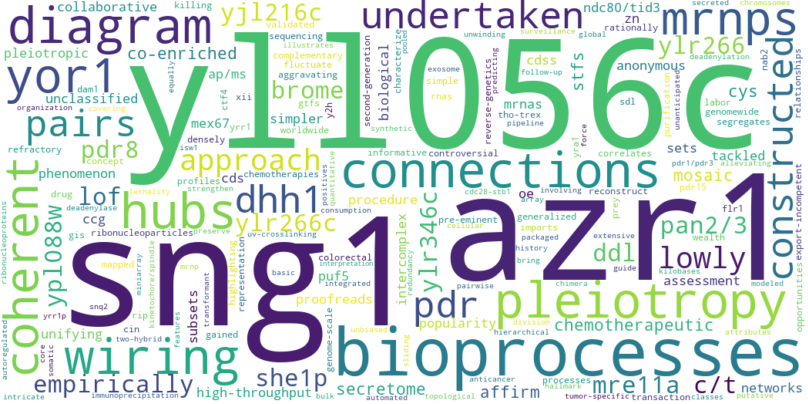 collaborative killing yjl216c undertaken ndc80/tid3 secreted chromosomes
diagram validated sequencing mrnps
pleiotropic co-enriched illustrates complementary fluctuate aggravating
yor1 yll056c ylr266 zn surveillance global deadenylation
unclassified ap/ms brome second-generation characterize biological cdss stfs anonymous nab2 relationships
organization dam1 ctf4 xii gtfs mex67 simpler worldwide reverse-genetics predicting mrnas follow-up cys
pairs covering equally yrr1 y2h exosome simple rnas unwinding pooled labor genomewide segregates purification unanticipated
refractory pdr8 densely isw1 synthetic pipeline tho-trex yra1 sdl sets
phenomenon concept approach informative controversial force correlates tackled pdr1/pdr3 alleviating
coherent drug lethality cds chemotherapies profiles strengthen positives quantitative connections mosaic pdr15 constructed
deadenylase lof hubs dhh1 consumption procedure cdc28-stb1 oe involving reconstruct pan2/3 flr1
ribonucleoproteins ypl088w ccg ribonucleoparticles ylr266c uv-crosslinking intercomplex array pre-eminent generalized ddl lowly export-incompetent
gis preserve mrnp colorectal ylr346c prey imparts cellular history wealth kilobases
sng1 azr1
mapped kinetochore/spindle highlighting representation basic interpretation puf5 packaged extensive guide bring chimera assessment opportunities
snq2 miniarray integrated proofreads redundancy pairwise modeled
autoregulated unifying yrr1p rip subsets transformant genome-scale pdr popularity pleiotropy putative
core somatic cin features gained unbiased division attributes
wiring two-hybrid hierarchical chemotherapeutic
intricate empirically she1p bioprocesses
processes anticancer mre11a c/t
immunoprecipitation high-throughput bulk automated secretome topological affirm hallmark tumor-specific transaction classes networks